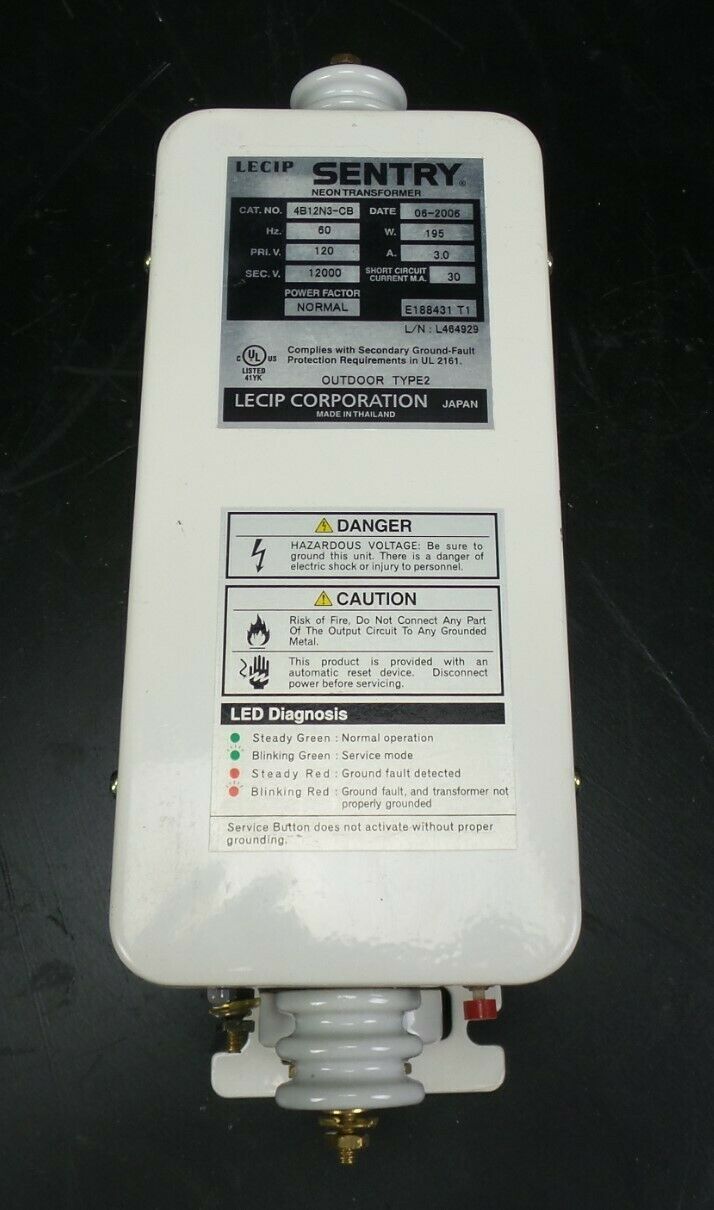 LECIP SENTRY®
NEON TRANSFORMER
CAT. NO. 4B12N3-CB DATE 06-2006
Hz. 60 W. 195
PRI. V. 120 A. 3.0
SEC. V. 12000 SHORT CIRCUIT CURRENT M.A. 30
POWER FACTOR
NORMAL E188431 T1
L/N : L464929
C UL US
LISTED
41YK
Complies with Secondary Ground-Fault
Protection Requirements in UL 2161.
OUTDOOR TYPE2
LECIP CORPORATION JAPAN
MADE IN THAILAND
DANGER
HAZARDOUS VOLTAGE: Be sure to
ground this unit. There is a danger of
electric shock or injury to personnel.
CAUTION
Risk of Fire, Do Not Connect Any Part
Of The Output Circuit To Any Grounded
Metal.
This product is provided with an
automatic reset device. Disconnect
power before servicing.
LED Diagnosis
Steady Green : Normal operation
Blinking Green : Service mode
Steady Red : Ground fault detected
Blinking Red : Ground fault, and transformer not
properly grounded
Service Button does not activate without proper
grounding.